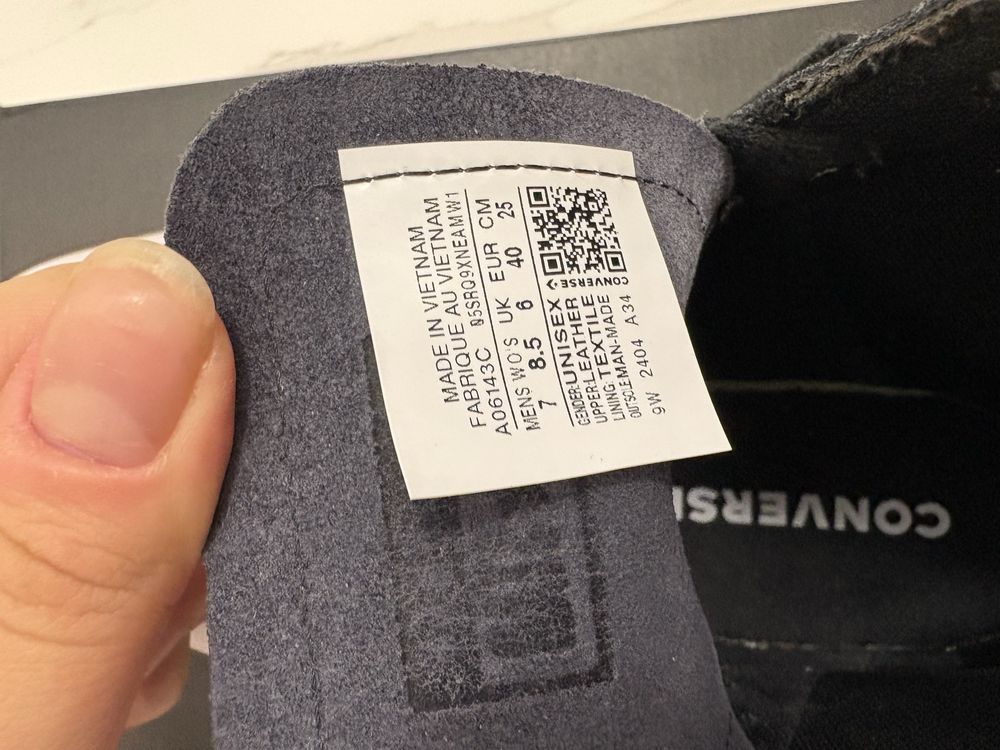 MADE IN VIETNAM
FABRIQUE AU VIETNAM
A06143C 05SRQ9XNEAMW1
MENS WO'S UK EUR CM
7 8.5 6 40 25
GENDER:UNISEX
UPPER:LEATHER
LINING:TEXTILE
OUTSOLE:MAN-MADE
9W 2404 A34
CONVERSE
CONVERSE